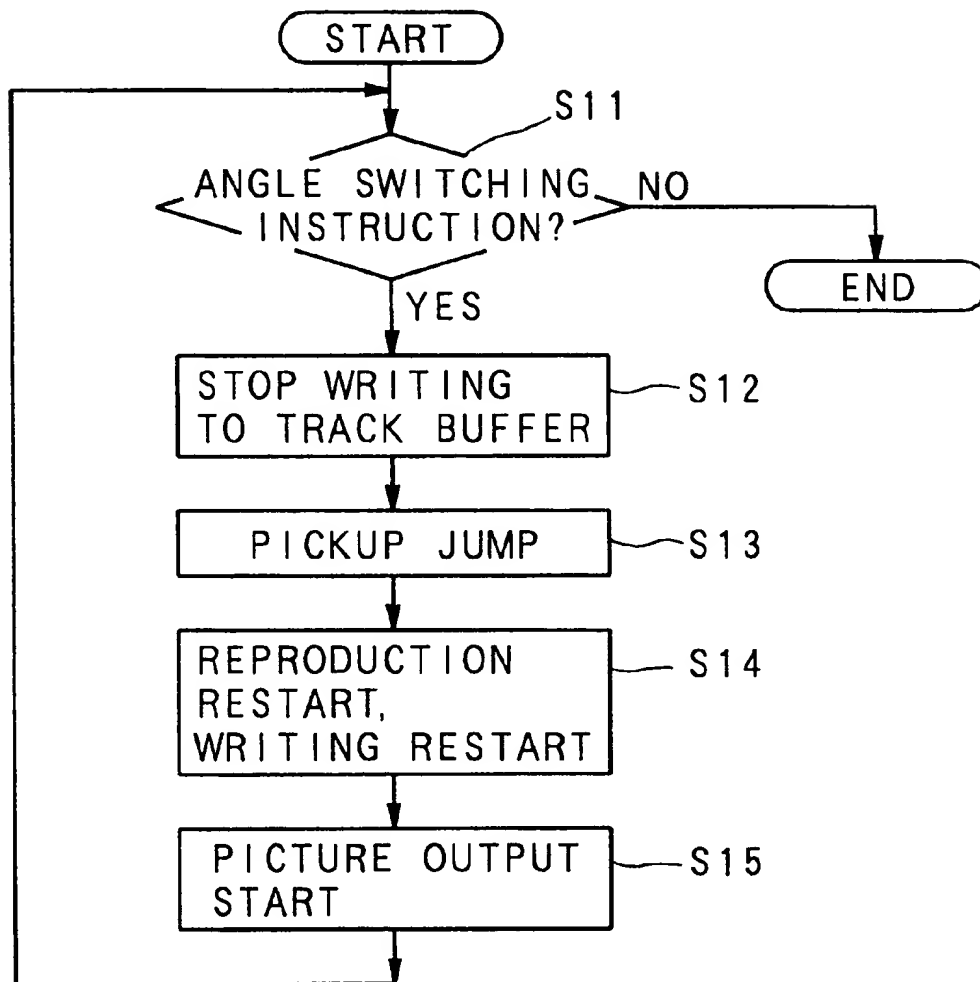 START
S11
ANGLE SWITCHING
INSTRUCTION?
NO
END
YES
STOP WRITING
TO TRACK BUFFER
S12
PICKUP JUMP
S13
REPRODUCTION
RESTART,
WRITING RESTART
S14
PICTURE OUTPUT
START
S15